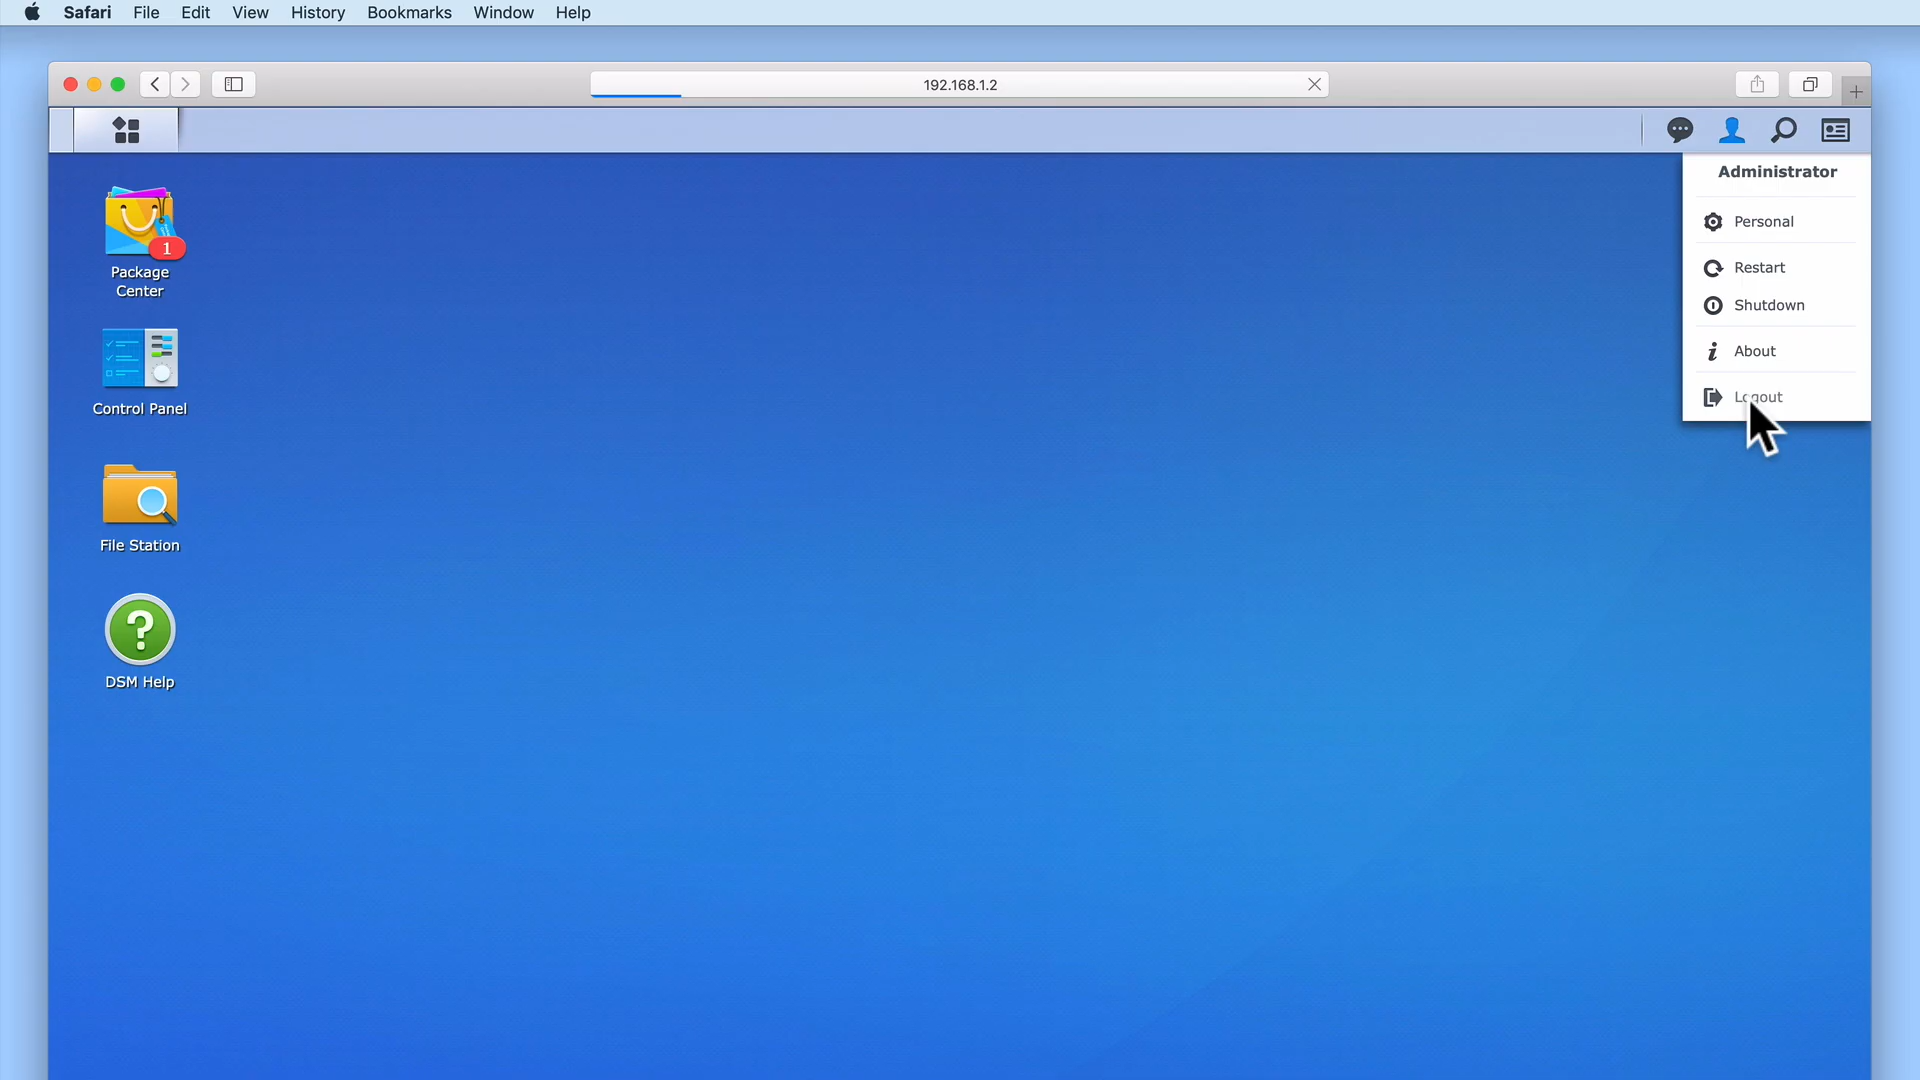 Safari File Edit View History Bookmarks Window Help
192.168.1.2
Administrator
Personal
Restart
Shutdown
About
Logout
1
Package
Center
Control Panel
File Station
?
DSM Help